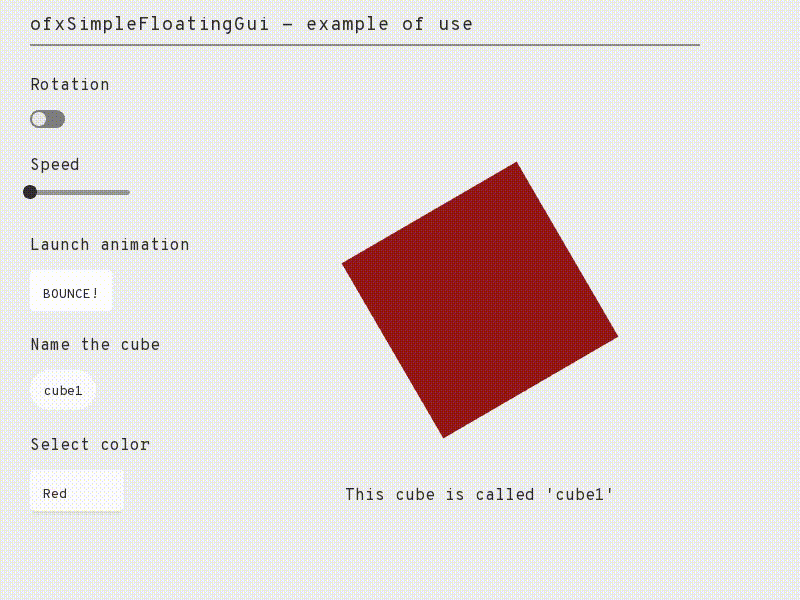 ofxSimpleFloatingGui – example of use
Rotation
Speed
Launch animation
BOUNCE!
Name the cube
cube1
Select color
Red
This cube is called 'cube1'